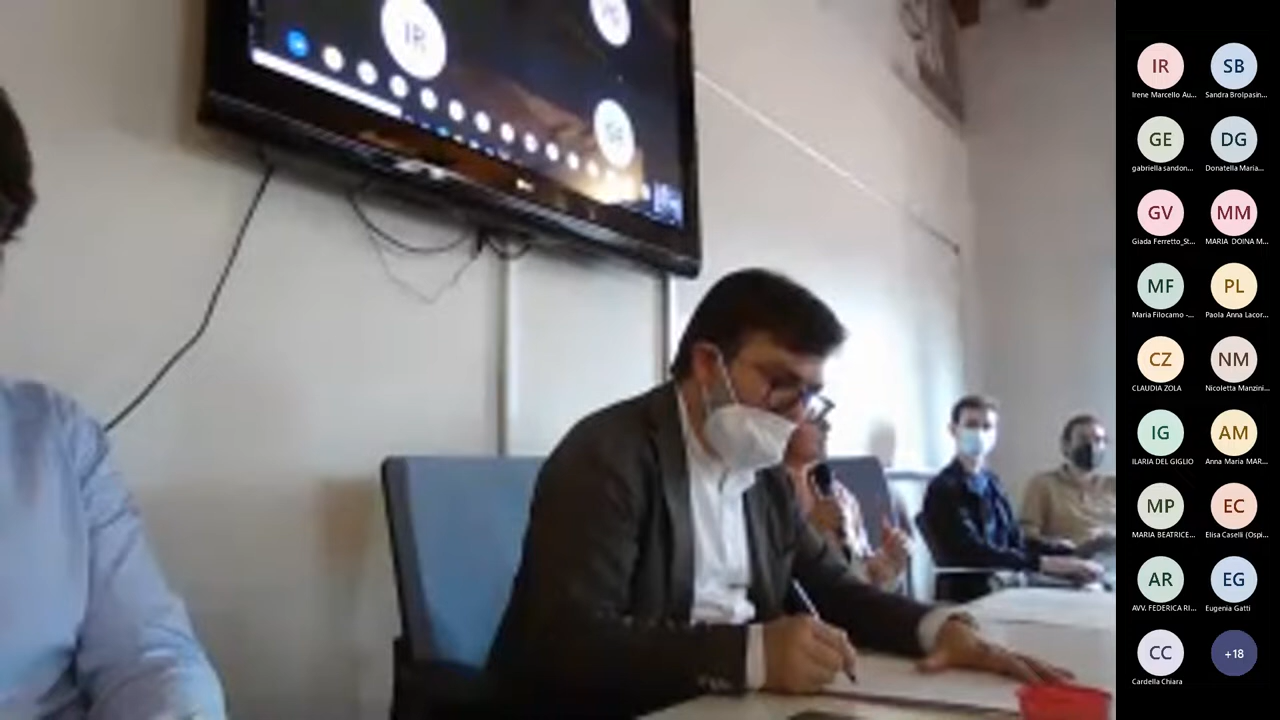 IR
IR SB
Irene Marcello Au... Sandra Brolpasin...
GE DG
gabriella sandon... Donatella Maria...
GV MM
Giada Ferretto_St... MARIA DOINA M...
MF PL
Maria Filocamo -... Paola Anna Lacor...
CZ NM
CLAUDIA ZOLA Nicoletta Manzini...
IG AM
ILARIA DEL GIGLIO Anna Maria MAR...
MP EC
MARIA BEATRICE... Elisa Caselli (Ospi...
AR EG
AVV. FEDERICA RI... Eugenia Gatti
CC +18
Cardella Chiara